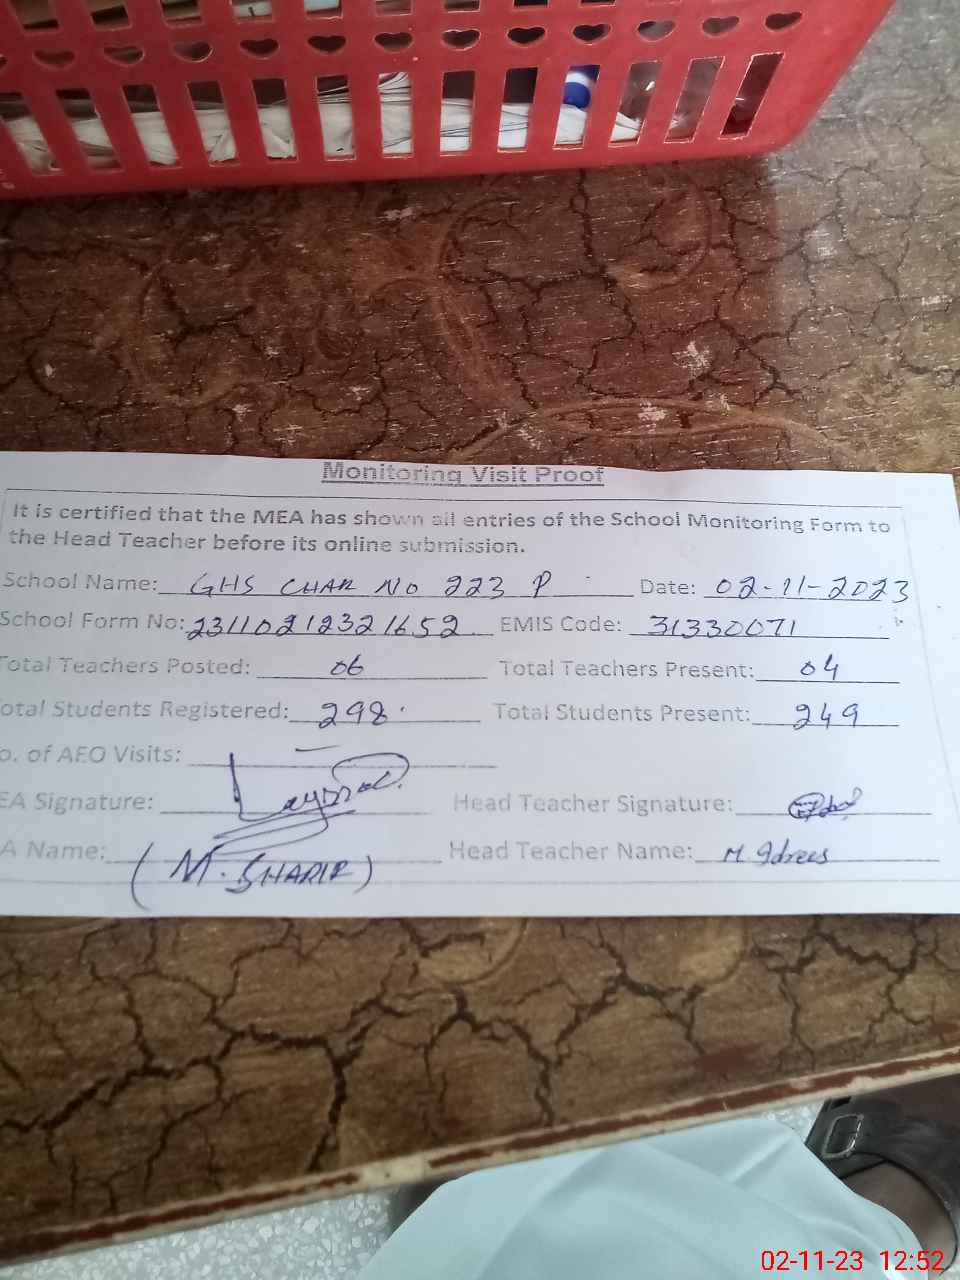 Monitoring Visit Proof
It is certified that the MEA has shown all entries of the School Monitoring Form to
the Head Teacher before its online submission.
School Name: GHS CHAK NO 223 P Date: 02-11-2023
School Form No: 23110212321652 EMIS Code: 31330071
Total Teachers Posted: 06 Total Teachers Present: 04
otal Students Registered: 298 Total Students Present: 249
o. of AEO Visits: —
EA Signature: Head Teacher Signature:
A Name: (M. SHARIF) Head Teacher Name: M. Idrees
02-11-23 12:52